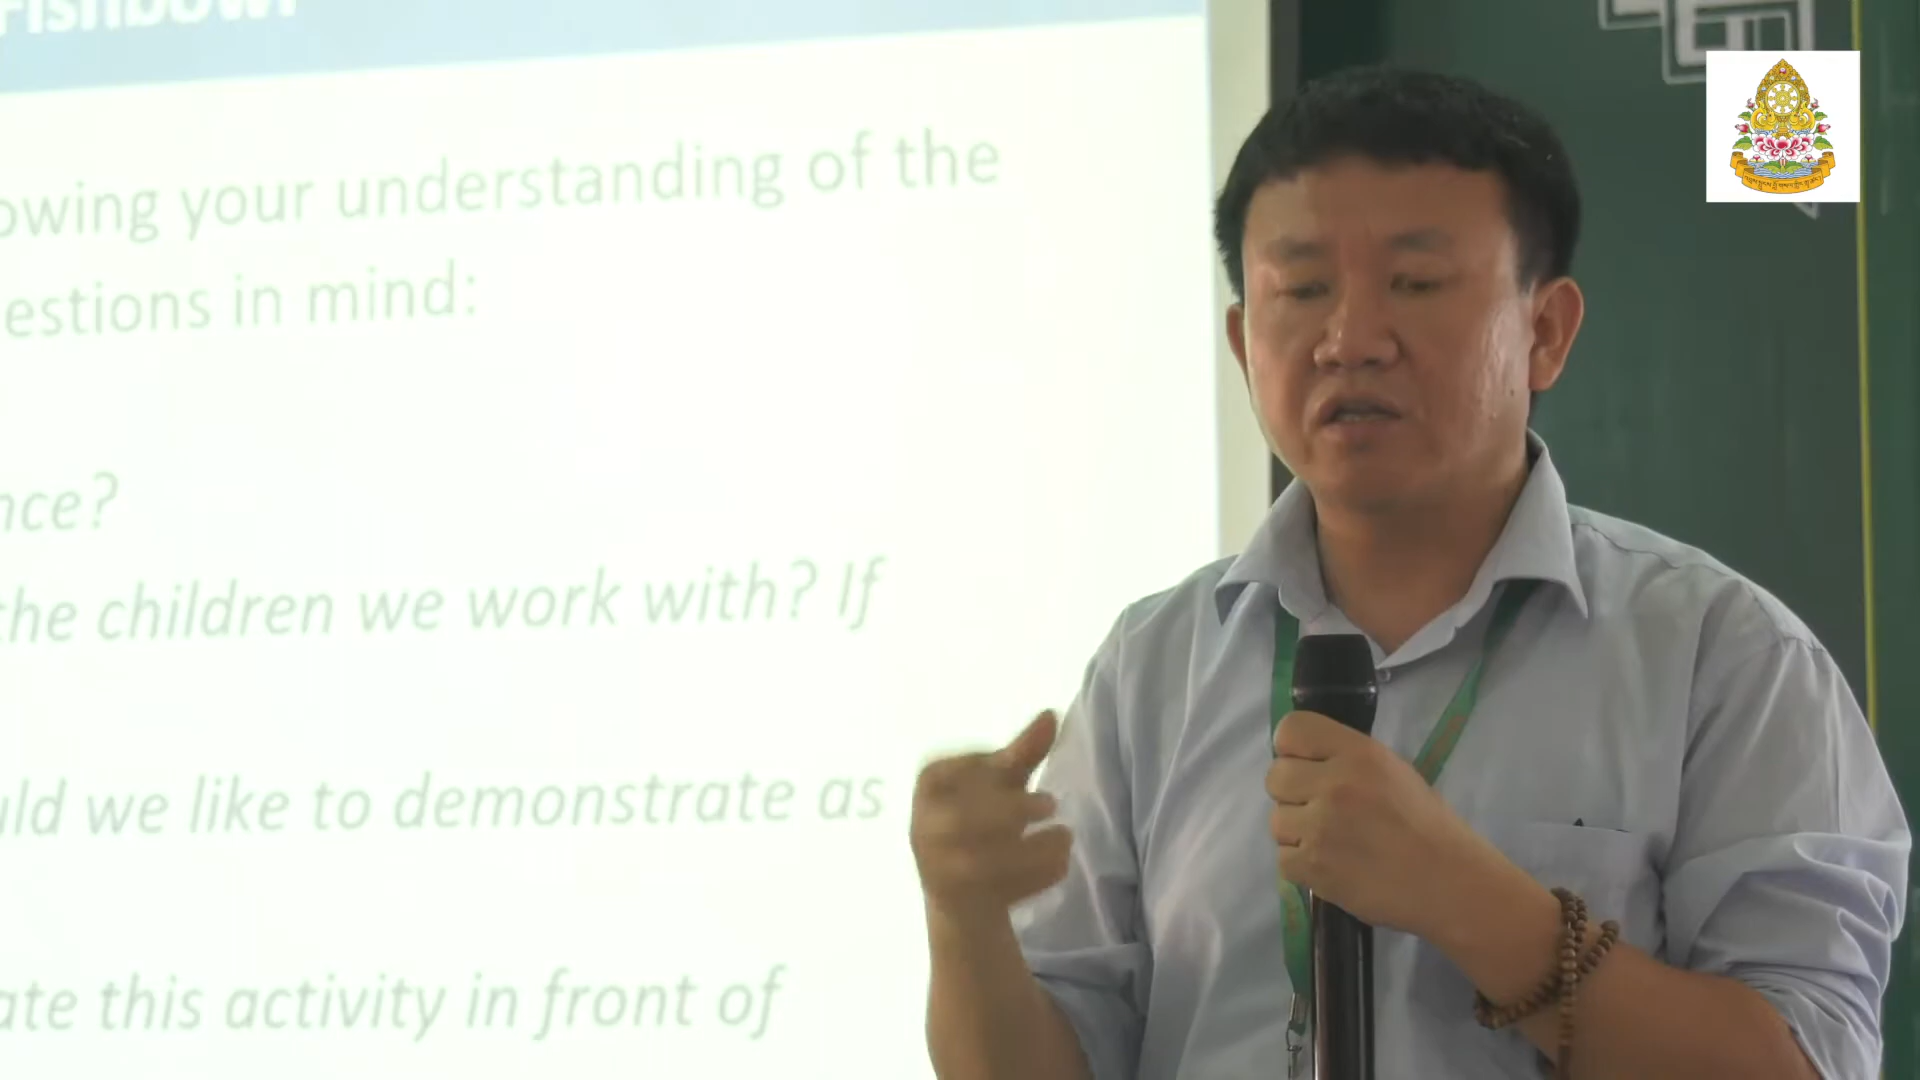 Fishbowl
owing your understanding of the
estions in mind:
nce?
the children we work with? If
uld we like to demonstrate as
ate this activity in front of